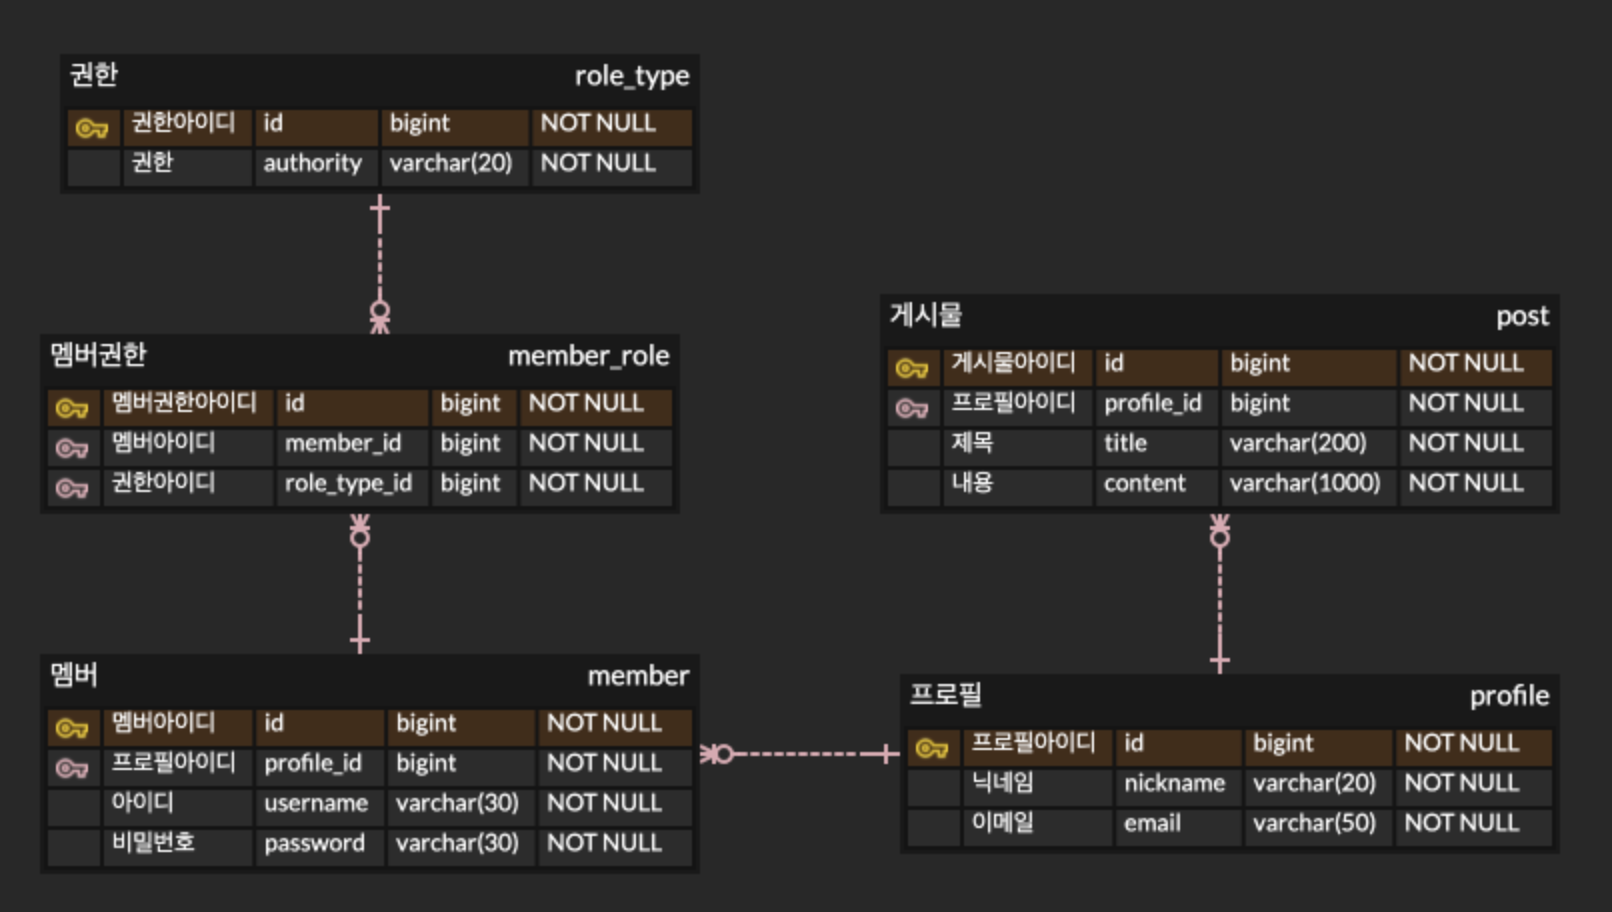 권한 role_type
권한아이디 id bigint NOT NULL
권한 authority varchar(20) NOT NULL
멤버권한 member_role
멤버권한아이디 id bigint NOT NULL
멤버아이디 member_id bigint NOT NULL
권한아이디 role_type_id bigint NOT NULL
게시물 post
게시물아이디 id bigint NOT NULL
프로필아이디 profile_id bigint NOT NULL
제목 title varchar(200) NOT NULL
내용 content varchar(1000) NOT NULL
멤버 member
멤버아이디 id bigint NOT NULL
프로필아이디 profile_id bigint NOT NULL
아이디 username varchar(30) NOT NULL
비밀번호 password varchar(30) NOT NULL
프로필 profile
프로필아이디 id bigint NOT NULL
닉네임 nickname varchar(20) NOT NULL
이메일 email varchar(50) NOT NULL